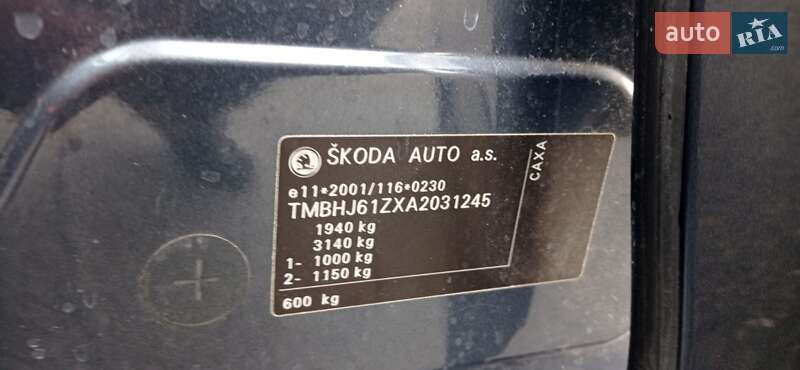 auto RIA .com
ŠKODA AUTO a.s.
e11*2001/116*0230
TMBHJ61ZXA2031245
1940 kg
3140 kg
1- 1000 kg
2- 1150 kg
600 kg
CAXA